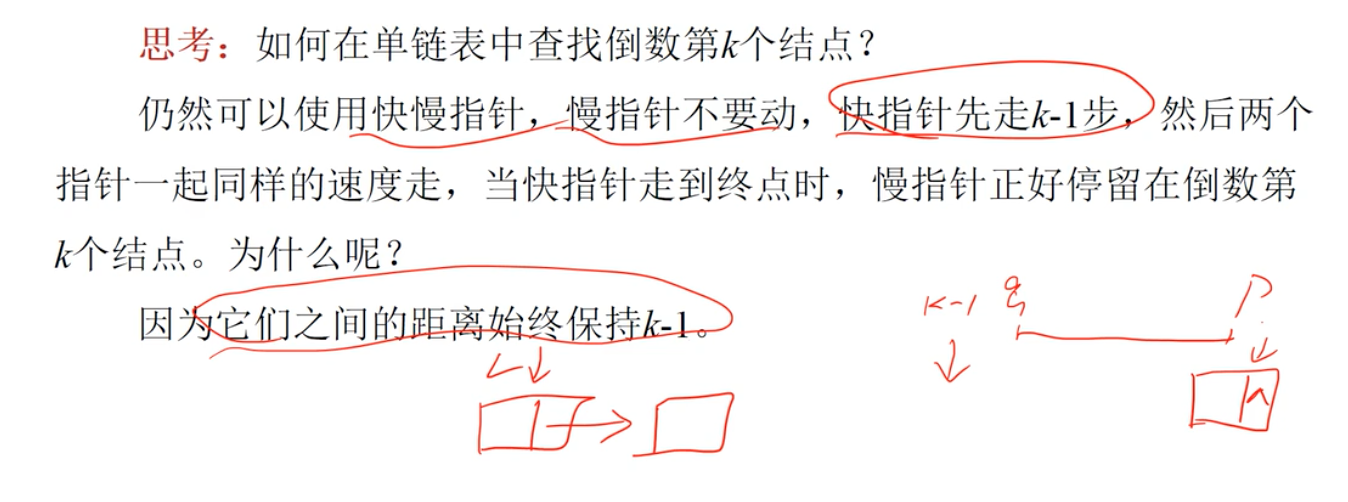 思考：如何在单链表中查找倒数第k个结点？
仍然可以使用快慢指针，慢指针不要动，快指针先走k-1步，然后两个
指针一起同样的速度走，当快指针走到终点时，慢指针正好停留在倒数第
k个结点。为什么呢？
因为它们之间的距离始终保持k-1。
k-1 q p
L
^